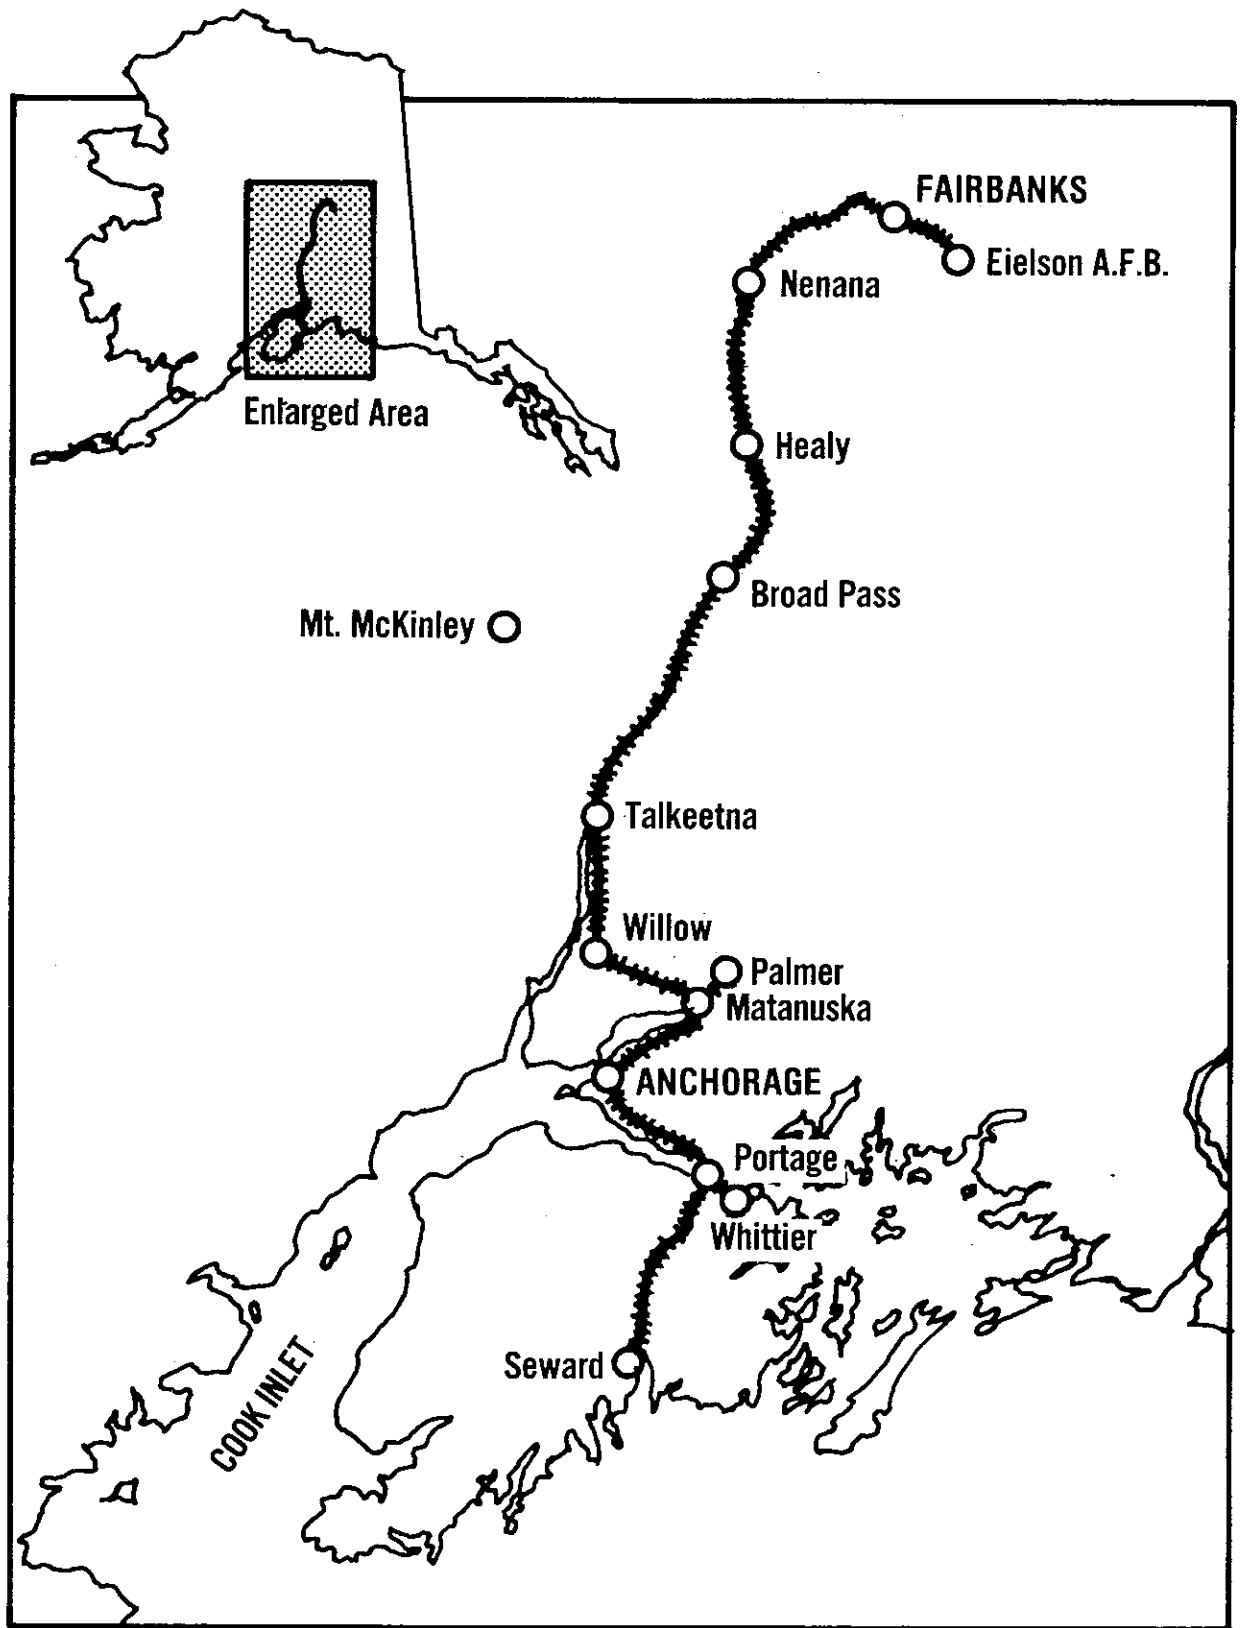 FAIRBANKS
Eielson A.F.B.
Nenana
Enlarged Area
Healy
Broad Pass
Mt. McKinley
Talkeetna
Willow
Palmer
Matanuska
ANCHORAGE
Portage
Whittier
Seward
COOK INLET